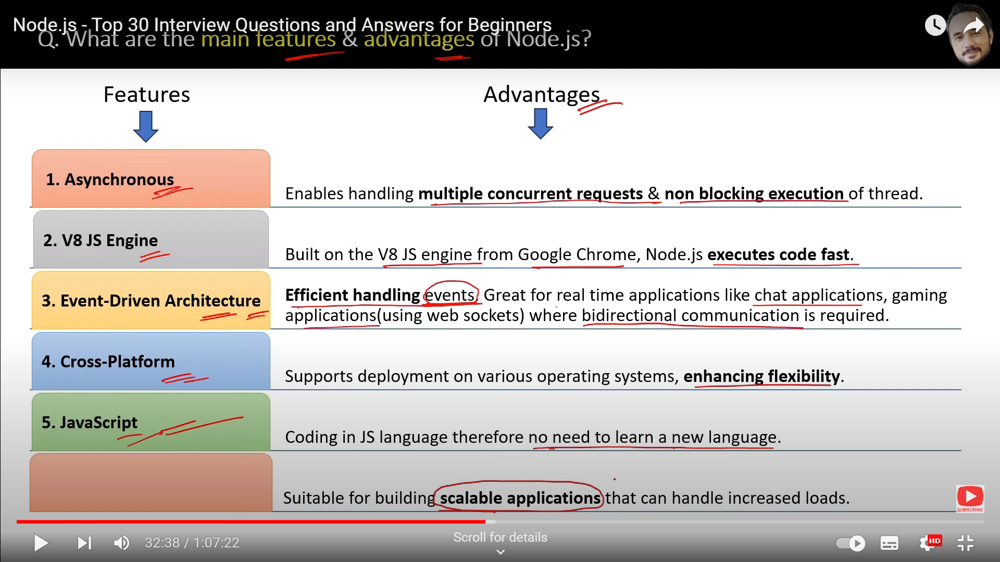 Node.js - Top 30 Interview Questions and Answers for Beginners
Q. What are the main features & advantages of Node.js?
Features
Advantages
1. Asynchronous
Enables handling multiple concurrent requests & non blocking execution of thread.
2. V8 JS Engine
Built on the V8 JS engine from Google Chrome, Node.js executes code fast.
3. Event-Driven Architecture
Efficient handling events. Great for real time applications like chat applications, gaming
applications(using web sockets) where bidirectional communication is required.
4. Cross-Platform
Supports deployment on various operating systems, enhancing flexibility.
5. JavaScript
Coding in JS language therefore no need to learn a new language.
Suitable for building scalable applications that can handle increased loads.
SUBSCRIBE
32:38 / 1:07:22
Scroll for details
HD